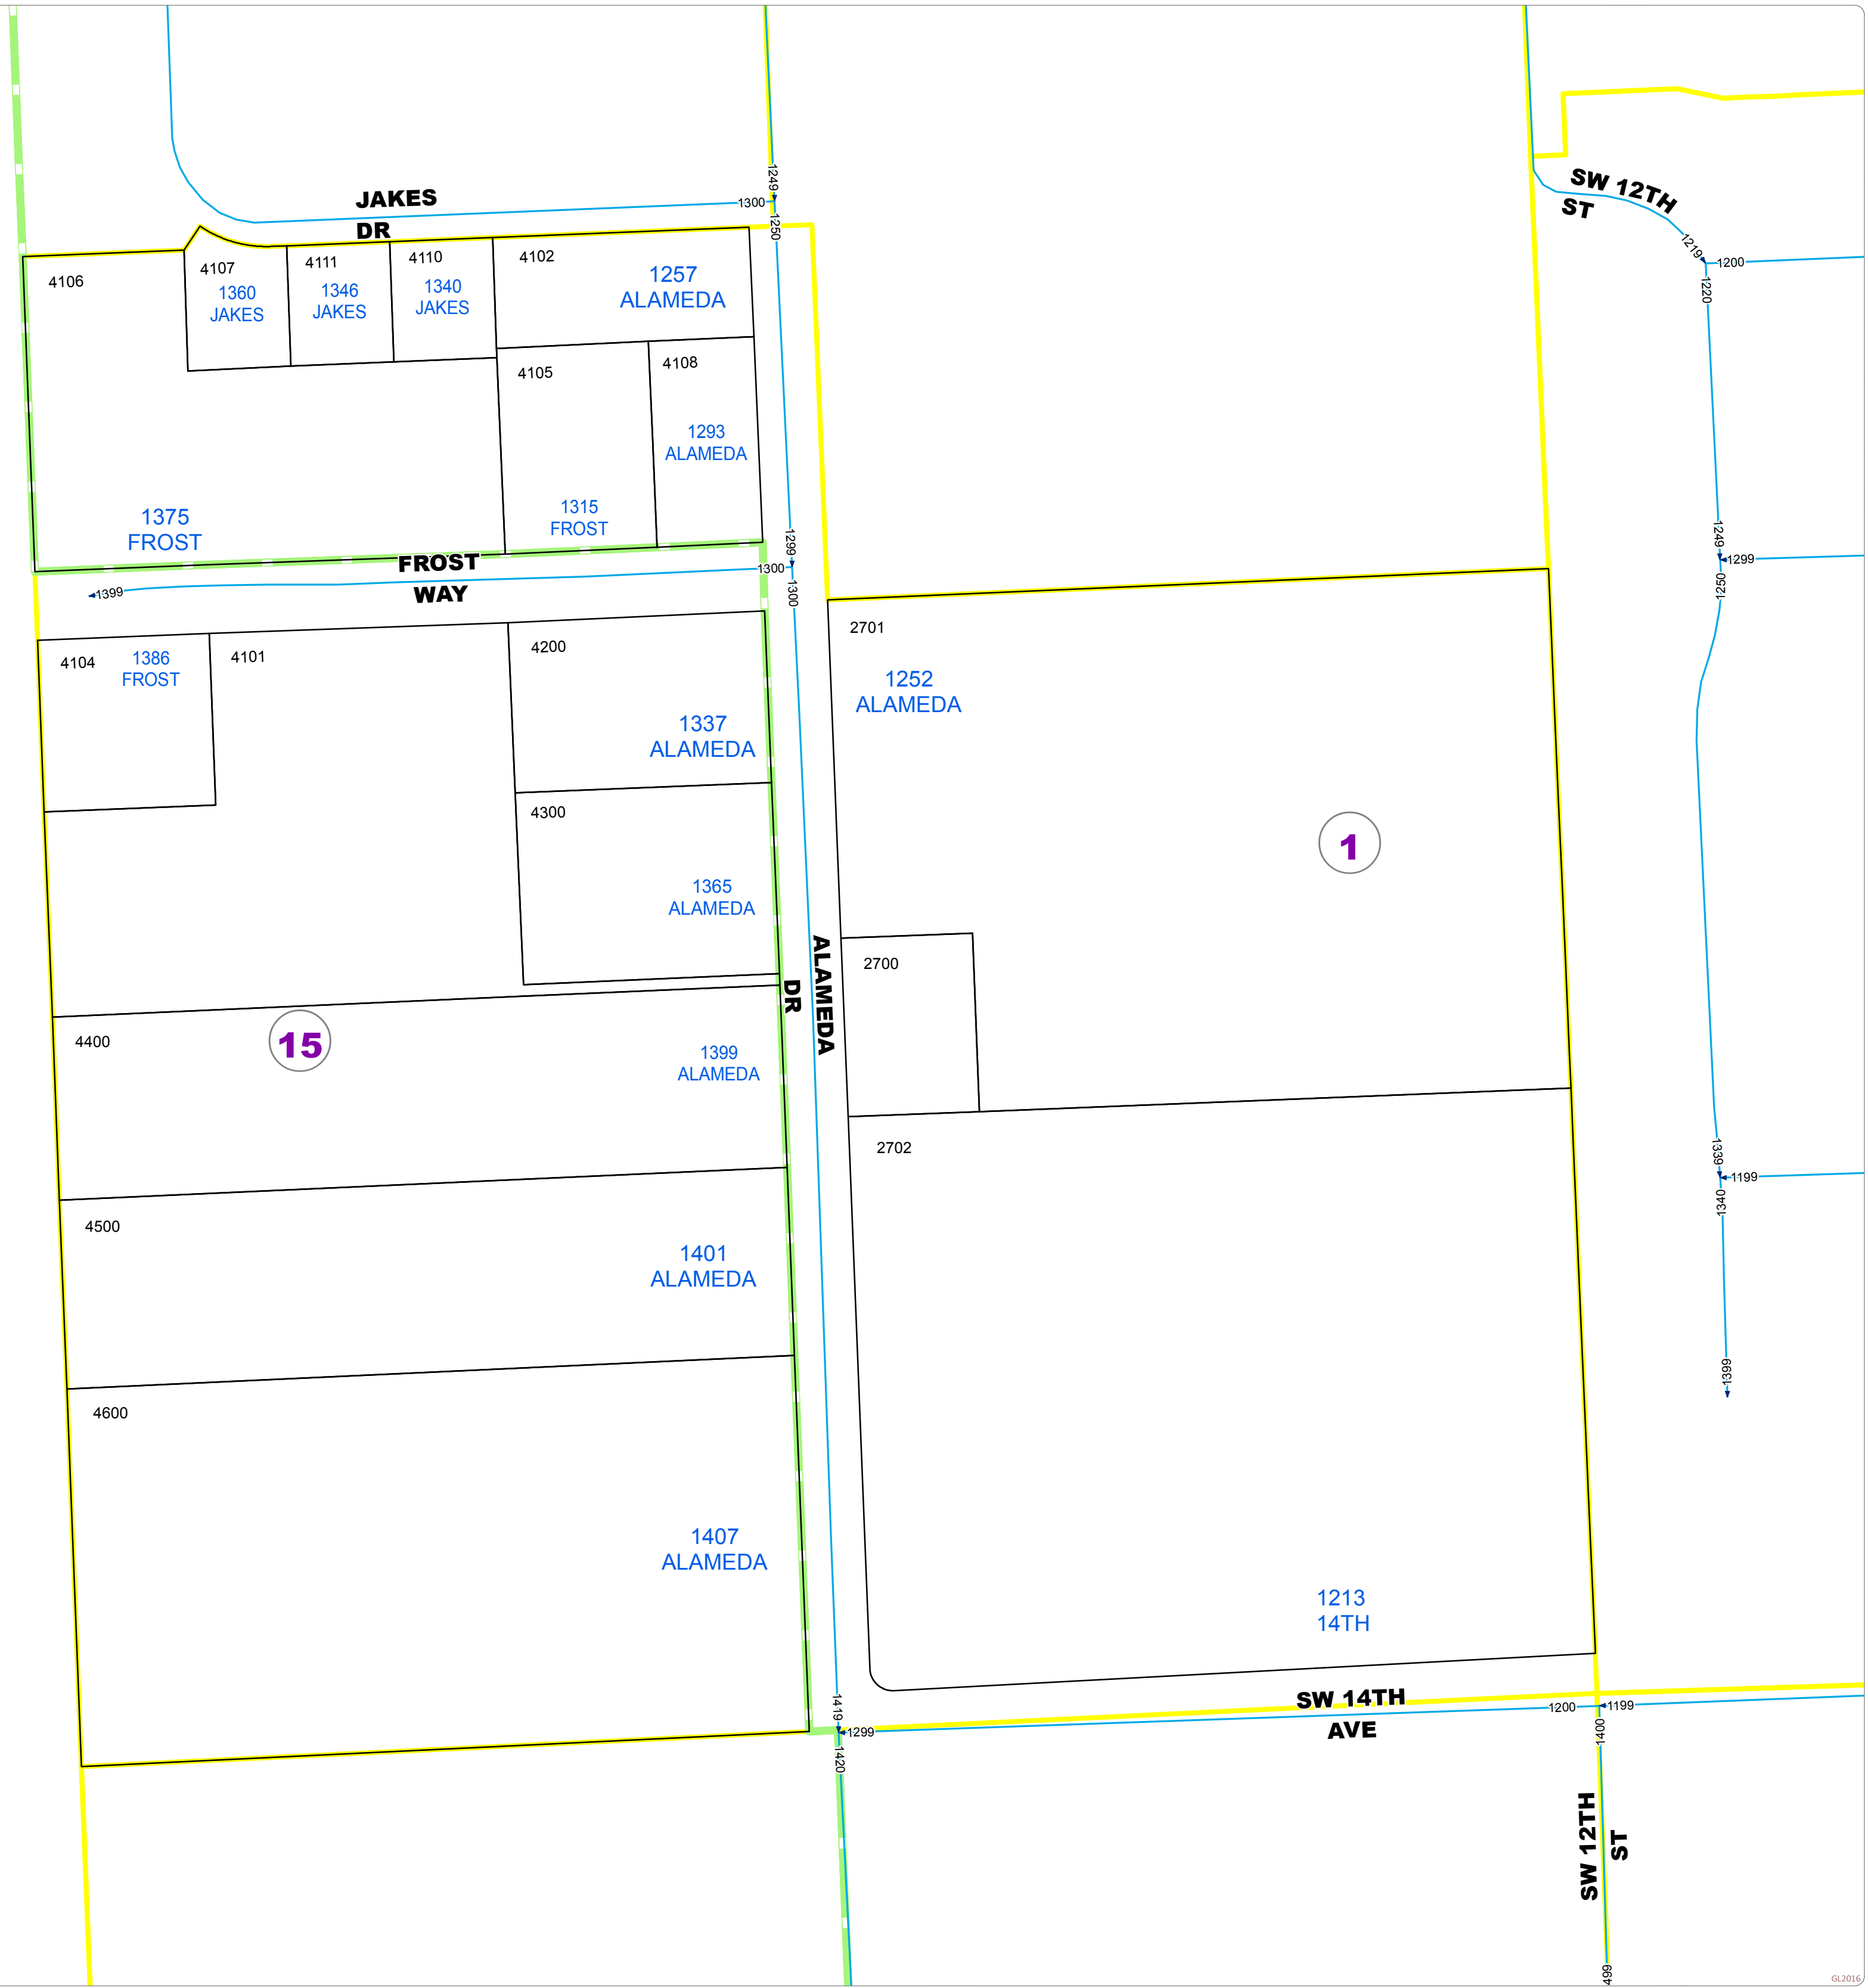 JAKES
DR
1249
1300
1250
SW 12TH
ST
1219
1200
1220
4106
4107
1360
JAKES
4111
1346
JAKES
4110
1340
JAKES
4102
1257
ALAMEDA
4105
1315
FROST
4108
1293
ALAMEDA
1375
FROST
FROST
WAY
1399
1299
1300
1300
1249
1299
1250
4104
1386
FROST
4101
4200
1337
ALAMEDA
4300
1365
ALAMEDA
2701
1252
ALAMEDA
1
2700
ALAMEDA
DR
4400
15
1399
ALAMEDA
2702
1339
1199
1340
4500
1401
ALAMEDA
1399
4600
1407
ALAMEDA
1213
14TH
SW 14TH
AVE
1419
1299
1420
1200
1199
1400
SW 12TH
ST
499
GL2016